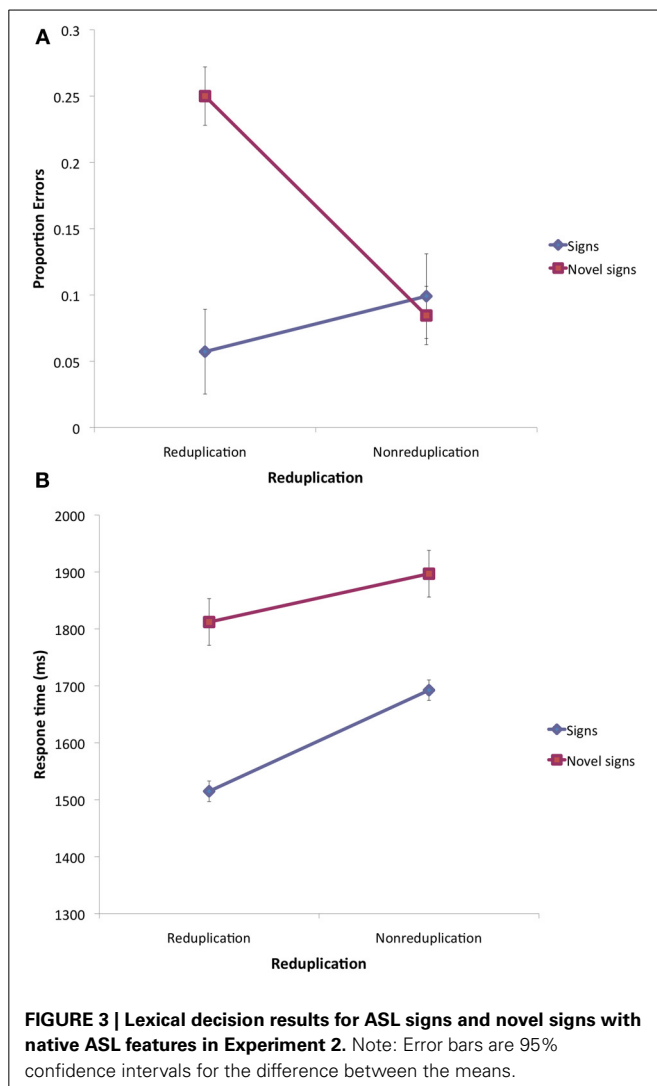 A
0.3
0.25
0.2
0.15
0.1
0.05
0
Proportion Errors
Signs
Novel signs
Reduplication Nonreduplication
Reduplication
B
2000
1900
1800
1700
1600
1500
1400
1300
Respone time (ms)
Signs
Novel signs
Reduplication Nonreduplication
Reduplication
FIGURE 3 | Lexical decision results for ASL signs and novel signs with
native ASL features in Experiment 2. Note: Error bars are 95%
confidence intervals for the difference between the means.